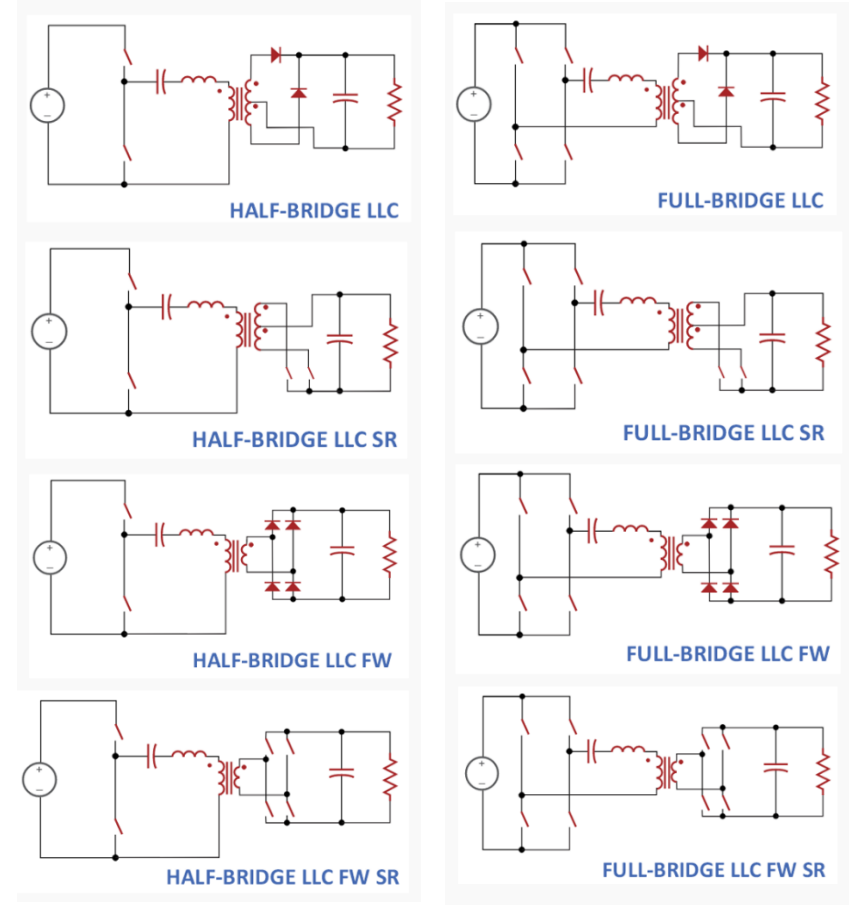 HALF-BRIDGE LLC
FULL-BRIDGE LLC
HALF-BRIDGE LLC SR
FULL-BRIDGE LLC SR
HALF-BRIDGE LLC FW
FULL-BRIDGE LLC FW
HALF-BRIDGE LLC FW SR
FULL-BRIDGE LLC FW SR